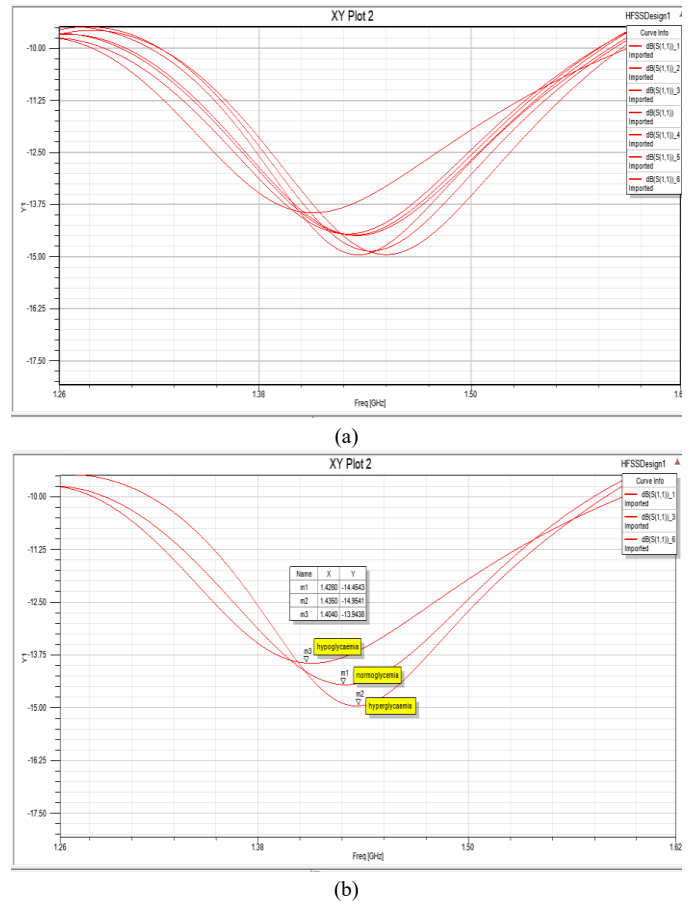 XY Plot 2
HFSSDesign1
Curve Info
dB(S(1,1))_1
Imported
dB(S(1,1))_2
Imported
dB(S(1,1))_3
Imported
dB(S(1,1))
Imported
dB(S(1,1))_4
Imported
dB(S(1,1))_5
Imported
dB(S(1,1))_6
Imported
-10.00
-11.25
-12.50
-13.75
-15.00
-16.25
-17.50
Y1
1.26
1.38
1.50
1.6
Freq [GHz]
(a)
XY Plot 2
HFSSDesign1
Curve Info
dB(S(1,1))_1
Imported
dB(S(1,1))_3
Imported
dB(S(1,1))_6
Imported
-10.00
-11.25
-12.50
-13.75
-15.00
-16.25
-17.50
Y1
Name X Y
m1 1.4260 -14.4543
m2 1.4350 -14.9541
m3 1.4040 -13.9438
m3 hypoglycaemia
m1 normoglycemia
m2 hyperglycaemia
1.26
1.38
1.50
1.62
Freq [GHz]
(b)